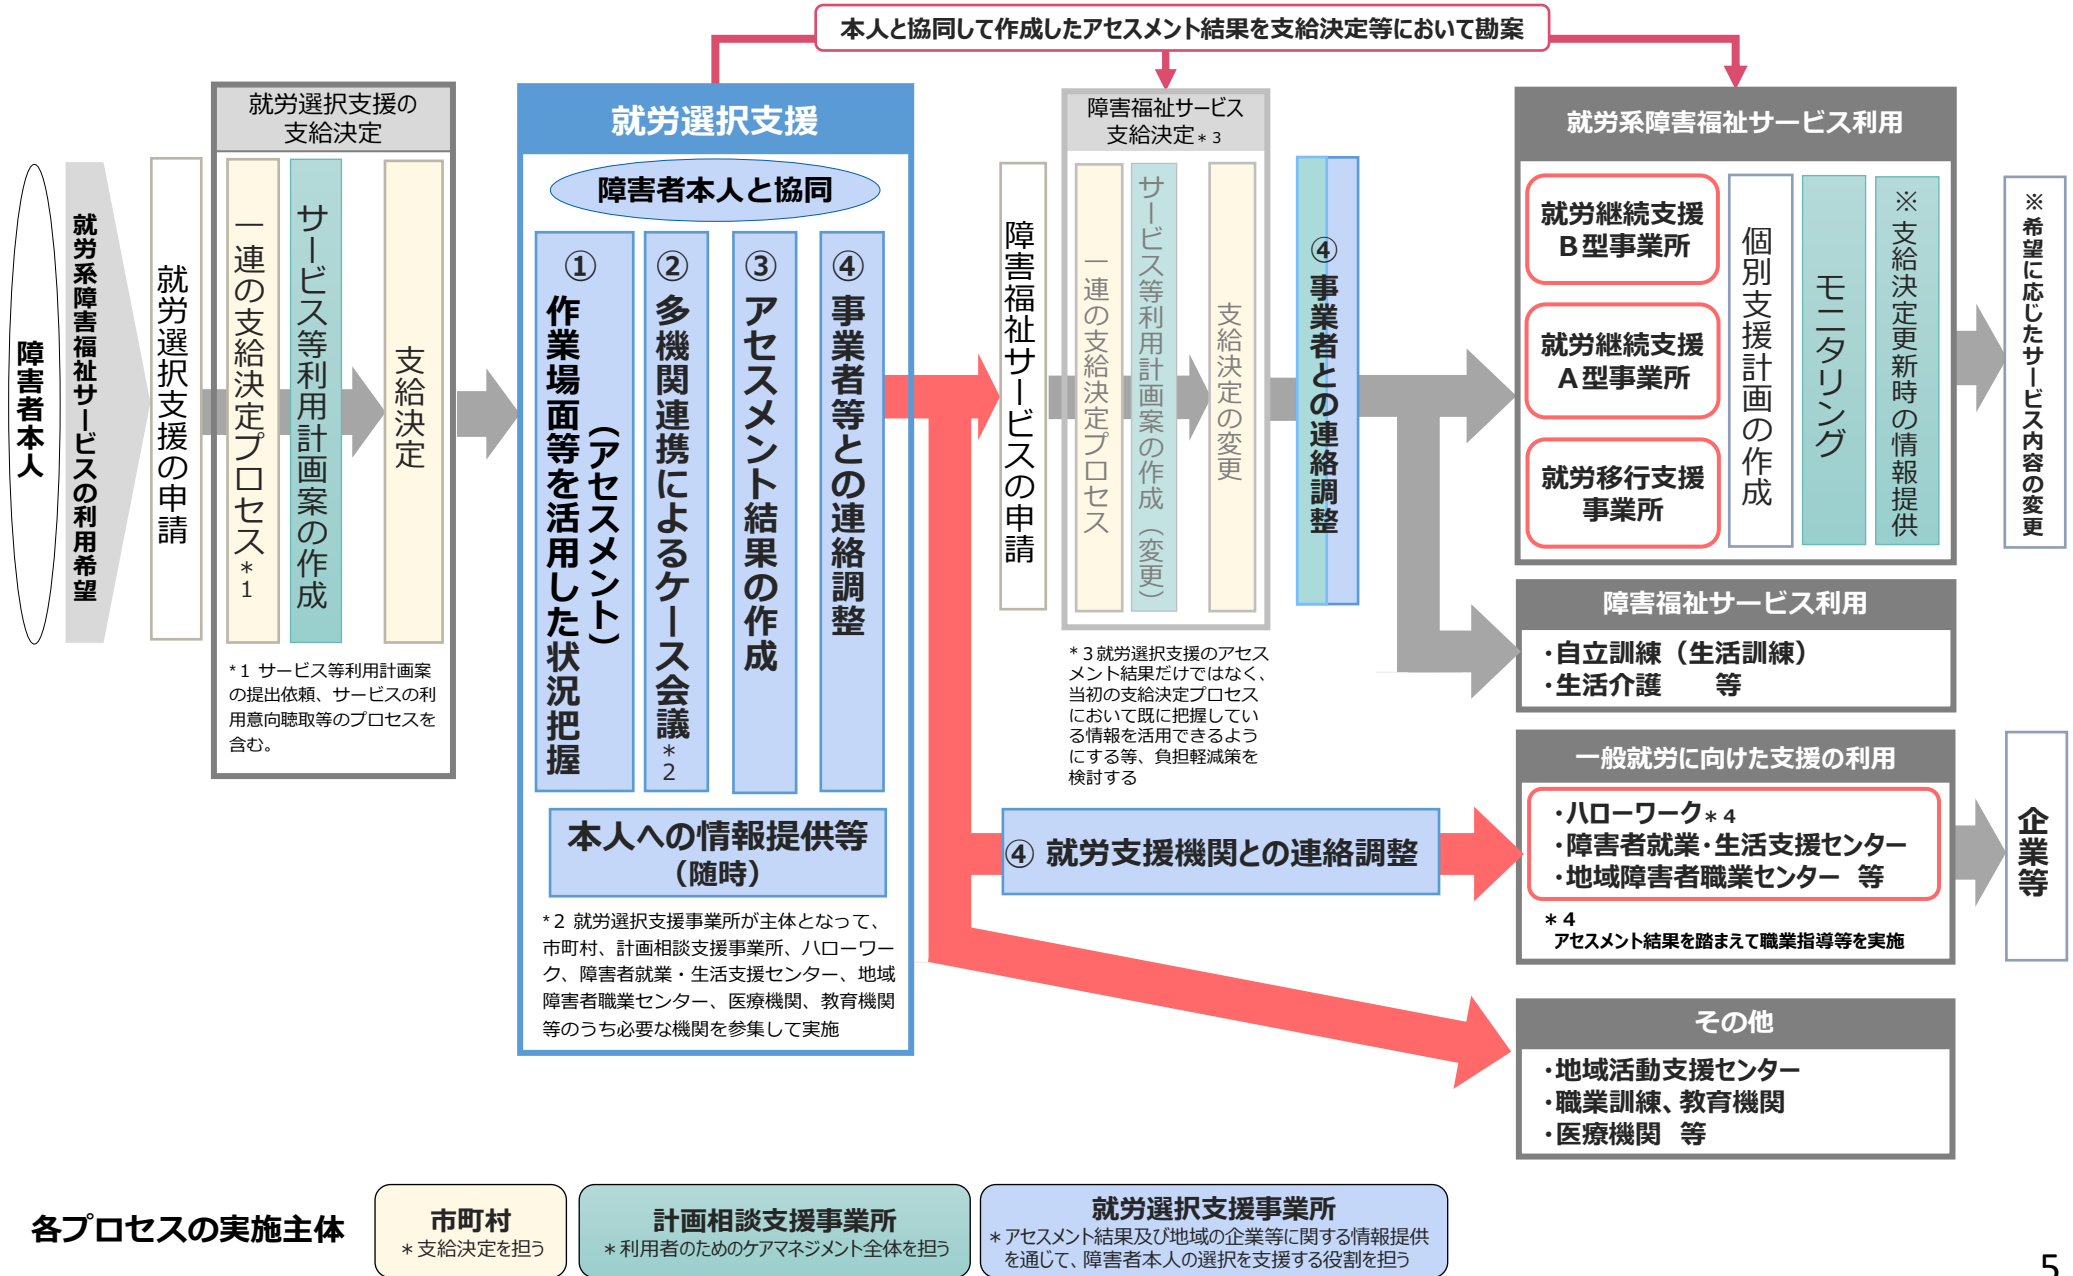 本人と協同して作成したアセスメント結果を支給決定等において勘案
障害者本人
就労系障害福祉サービスの利用希望
就労選択支援の申請
就労選択支援の
支給決定
一連の支給決定プロセス*1
サービス等利用計画案の作成
支給決定
*1 サービス等利用計画案
の提出依頼、サービスの利
用意向聴取等のプロセスを
含む。
就労選択支援
障害者本人と協同
①
作業場面等を活用した状況把握
(アセスメント)
②多機関連携によるケース会議*2
③アセスメント結果の作成
④事業者等との連絡調整
本人への情報提供等
(随時)
*2 就労選択支援事業所が主体となって、
市町村、計画相談支援事業所、ハローワー
ク、障害者就業・生活支援センター、地域
障害者職業センター、医療機関、教育機関
等のうち必要な機関を参集して実施
障害福祉サービスの申請
障害福祉サービス
支給決定*3
一連の支給決定プロセス
サービス等利用計画案の作成(変更)
支給決定の変更
*3就労選択支援のアセス
メント結果だけではなく、
当初の支給決定プロセス
において既に把握してい
る情報を活用できるよう
にする等、負担軽減策を
検討する
④事業者との連絡調整
④ 就労支援機関との連絡調整
就労系障害福祉サービス利用
就労継続支援
B型事業所
就労継続支援
A型事業所
就労移行支援
事業所
個別支援計画の作成
モニタリング
※支給決定更新時の情報提供
※希望に応じたサービス内容の変更
障害福祉サービス利用
・自立訓練(生活訓練)
・生活介護 等
一般就労に向けた支援の利用
・ハローワーク*4
・障害者就業・生活支援センター
・地域障害者職業センター 等
*4
アセスメント結果を踏まえて職業指導等を実施
企業等
その他
・地域活動支援センター
・職業訓練、教育機関
・医療機関 等
各プロセスの実施主体
市町村
*支給決定を担う
計画相談支援事業所
*利用者のためのケアマネジメント全体を担う
就労選択支援事業所
*アセスメント結果及び地域の企業等に関する情報提供
を通じて、障害者本人の選択を支援する役割を担う
5